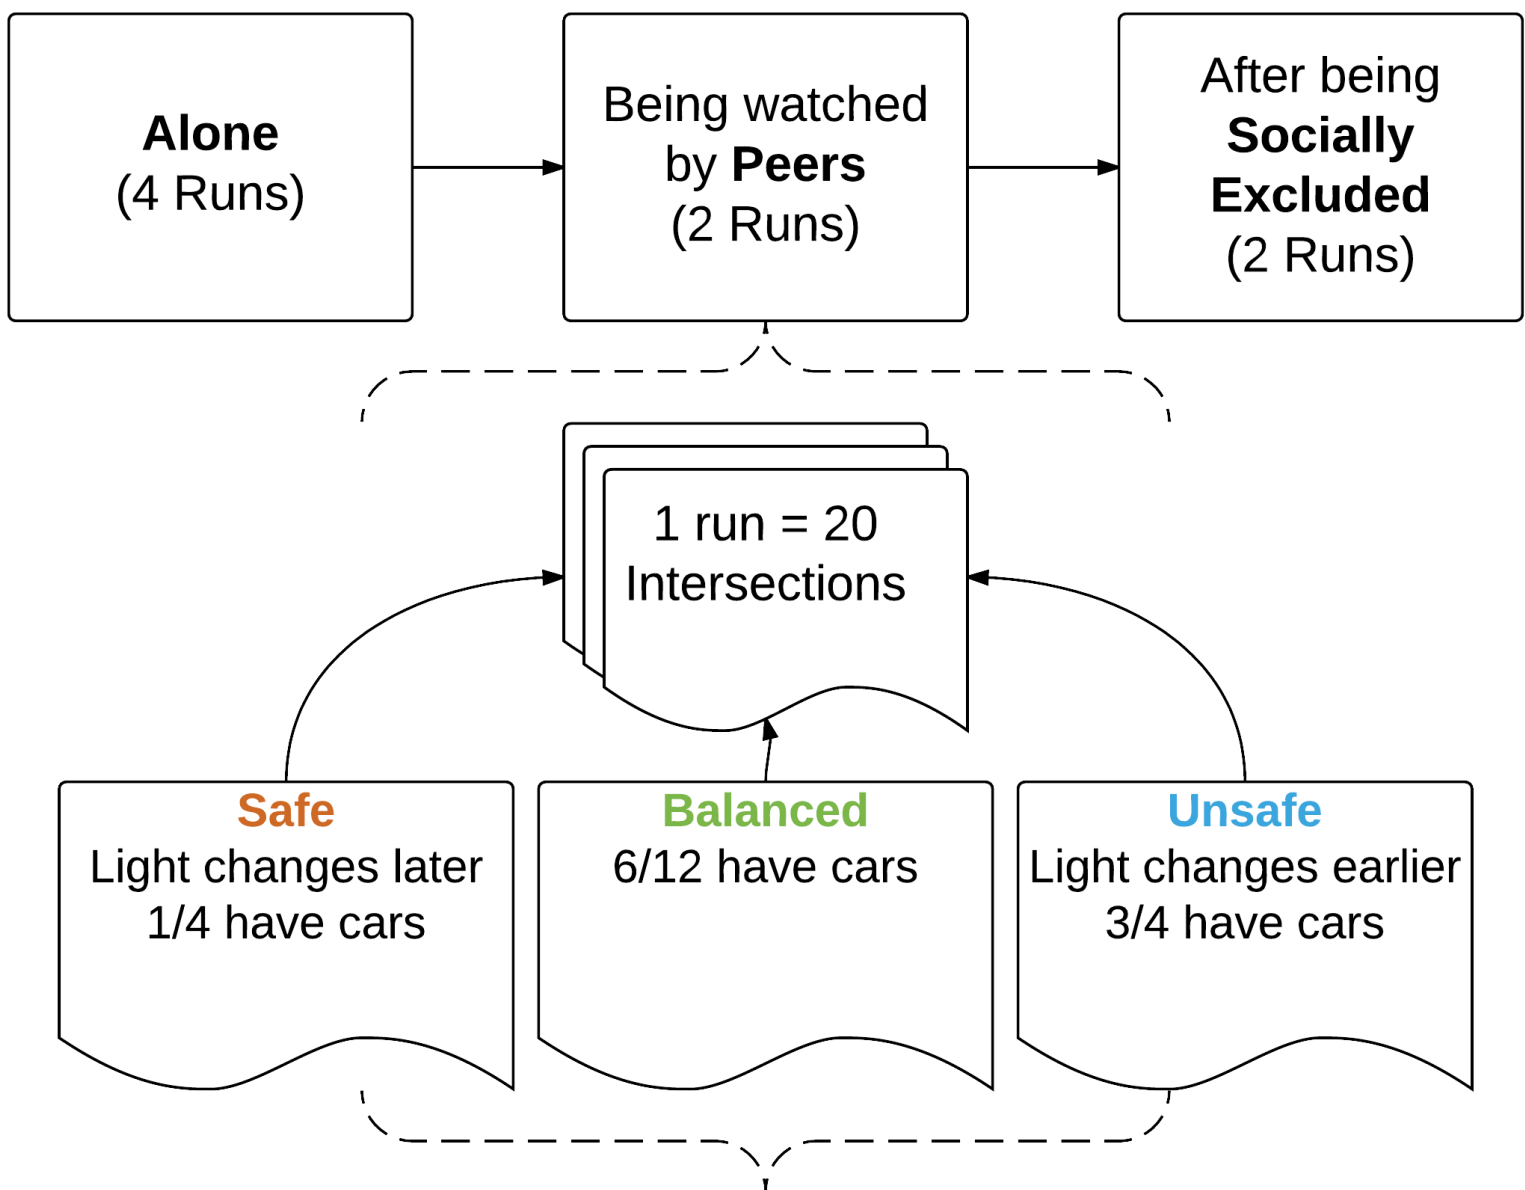 Alone
(4 Runs)
Being watched
by Peers
(2 Runs)
After being
Socially
Excluded
(2 Runs)
1 run = 20
Intersections
Safe
Light changes later
1/4 have cars
Balanced
6/12 have cars
Unsafe
Light changes earlier
3/4 have cars